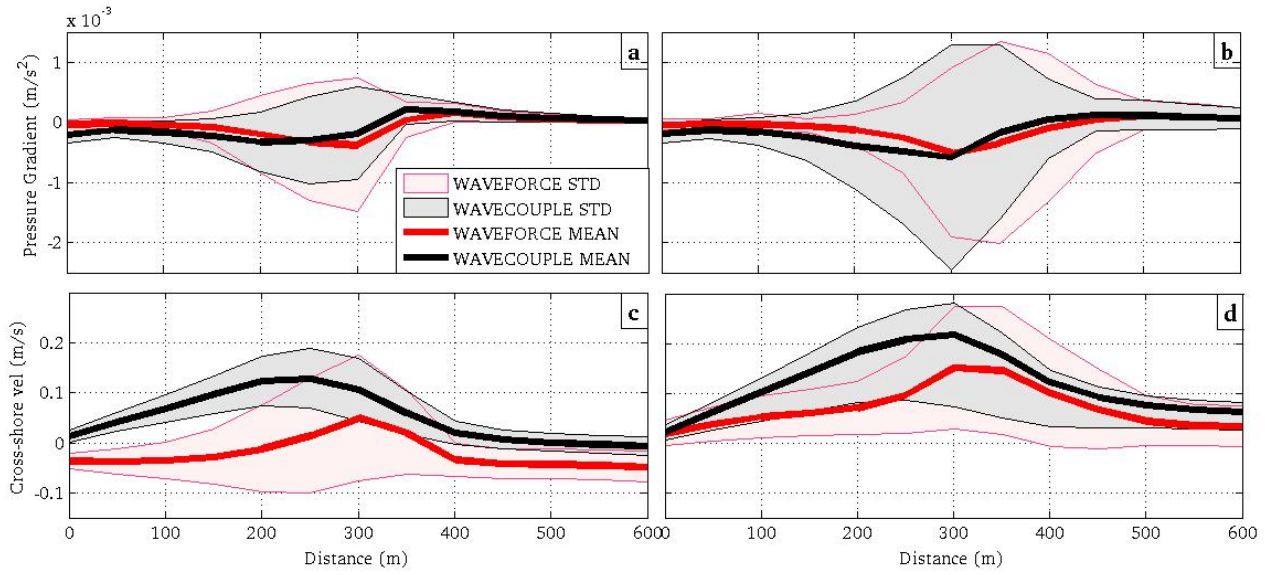 x 10⁻³
a
b
Pressure Gradient (m/s²)
1
0
-1
-2
WAVEFORCE STD
WAVECOUPLE STD
WAVEFORCE MEAN
WAVECOUPLE MEAN
c
d
Cross-shore vel (m/s)
0.2
0.1
0
-0.1
0 100 200 300 400 500 600 0 100 200 300 400 500 600
Distance (m) Distance (m)